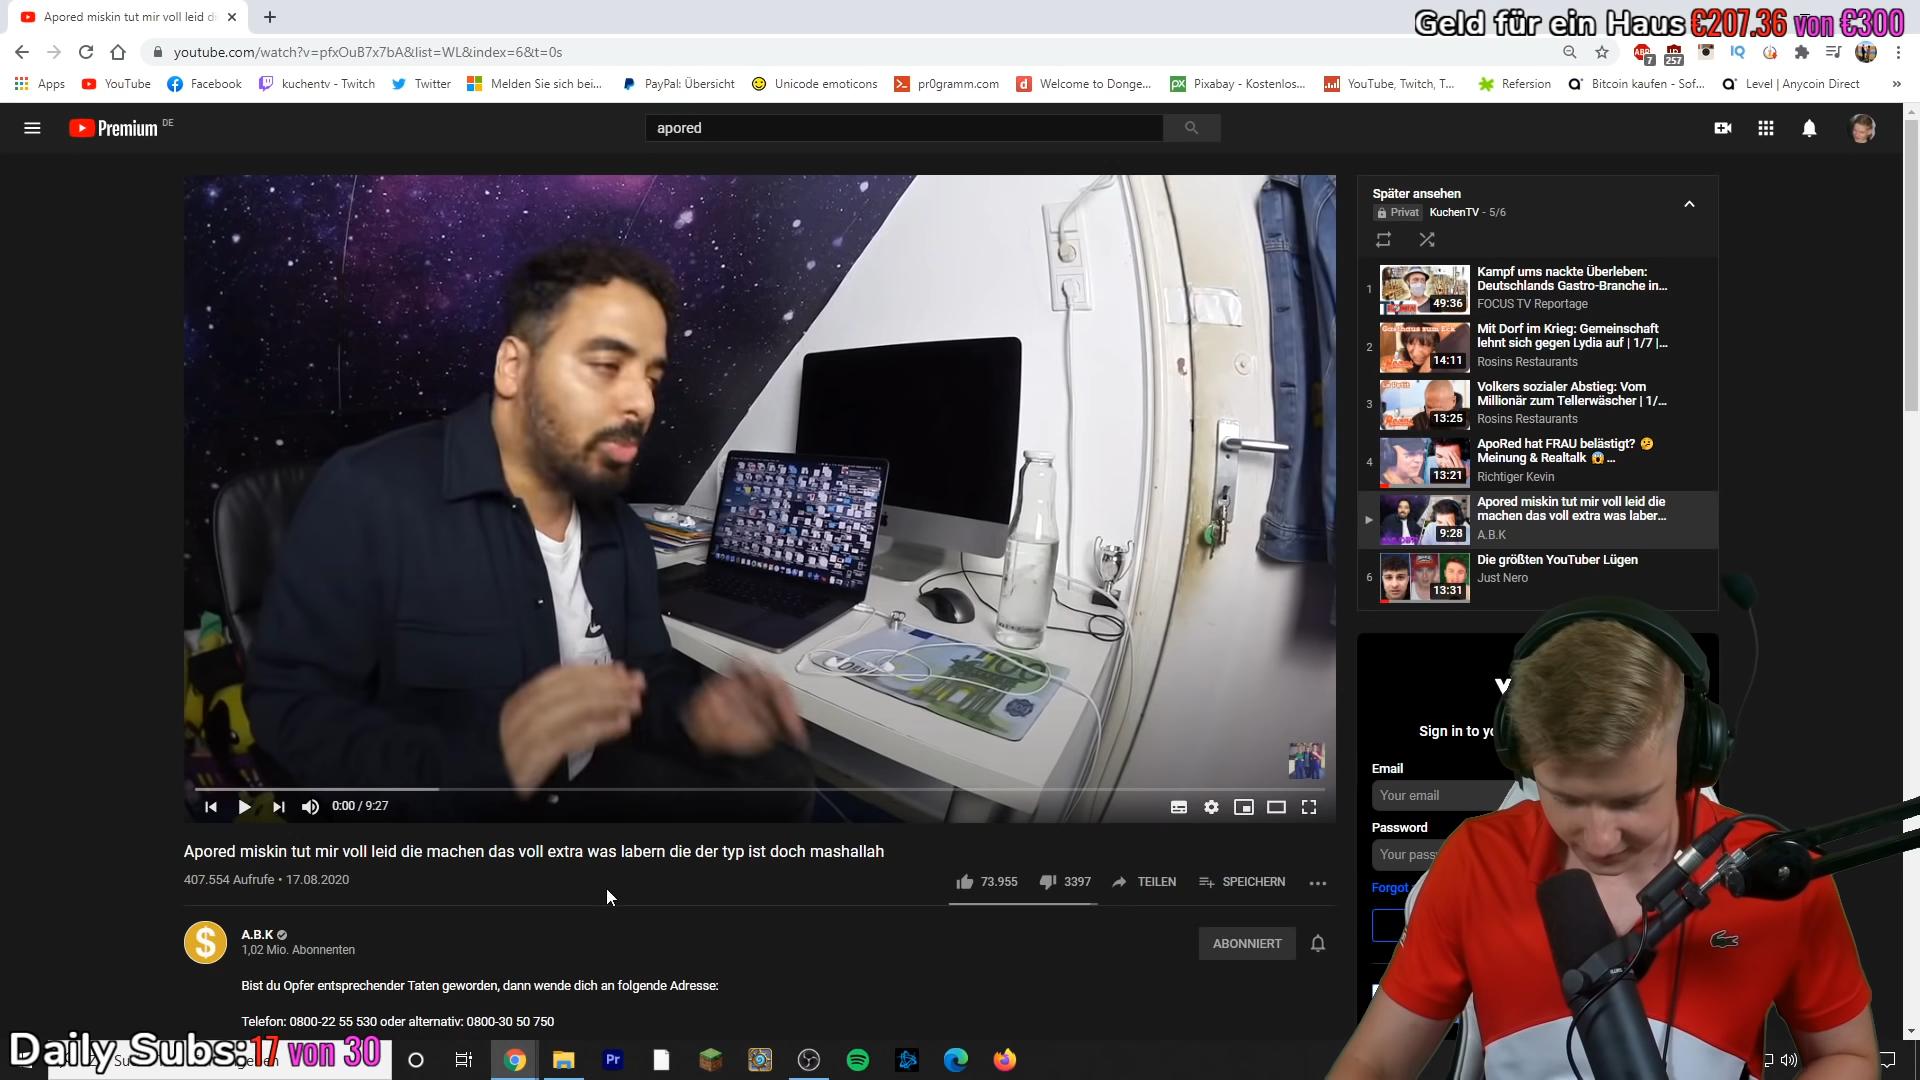 Apored miskin tut mir voll leid di
Geld für ein Haus €207.36 von €300
youtube.com/watch?v=pfxOuB7x7bA&list=WL&index=6&t=0s
7
257
Apps
YouTube
Facebook
kuchentv - Twitch
Twitter
Melden Sie sich bei...
PayPal: Übersicht
Unicode emoticons
pr0gramm.com
Welcome to Donge...
Pixabay - Kostenlos...
YouTube, Twitch, T...
Refersion
Bitcoin kaufen - Sof...
Level | Anycoin Direct
Premium DE
apored
Später ansehen
Privat KuchenTV - 5/6
1
49:36
Kampf ums nackte Überleben:
Deutschlands Gastro-Branche in...
FOCUS TV Reportage
2
14:11
Mit Dorf im Krieg: Gemeinschaft
lehnt sich gegen Lydia auf | 1/7 |...
Rosins Restaurants
3
13:25
Volkers sozialer Abstieg: Vom
Millionär zum Tellerwäscher | 1/...
Rosins Restaurants
4
13:21
ApoRed hat FRAU belästigt? 🤥
Meinung & Realtalk 😱 ...
Richtiger Kevin
9:28
Apored miskin tut mir voll leid die
machen das voll extra was laber...
A.B.K
6
13:31
Die größten YouTuber Lügen
Just Nero
100
0:00 / 9:27
Sign in to yo
Email
Your email
Password
Your pass
Forgot
Apored miskin tut mir voll leid die machen das voll extra was labern die der typ ist doch mashallah
407.554 Aufrufe • 17.08.2020
73.955
3397
TEILEN
SPEICHERN
A.B.K
1,02 Mio. Abonnenten
ABONNIERT
Bist du Opfer entsprechender Taten geworden, dann wende dich an folgende Adresse:
Telefon: 0800-22 55 530 oder alternativ: 0800-30 50 750
Daily Subs: 17 von 30
Pr